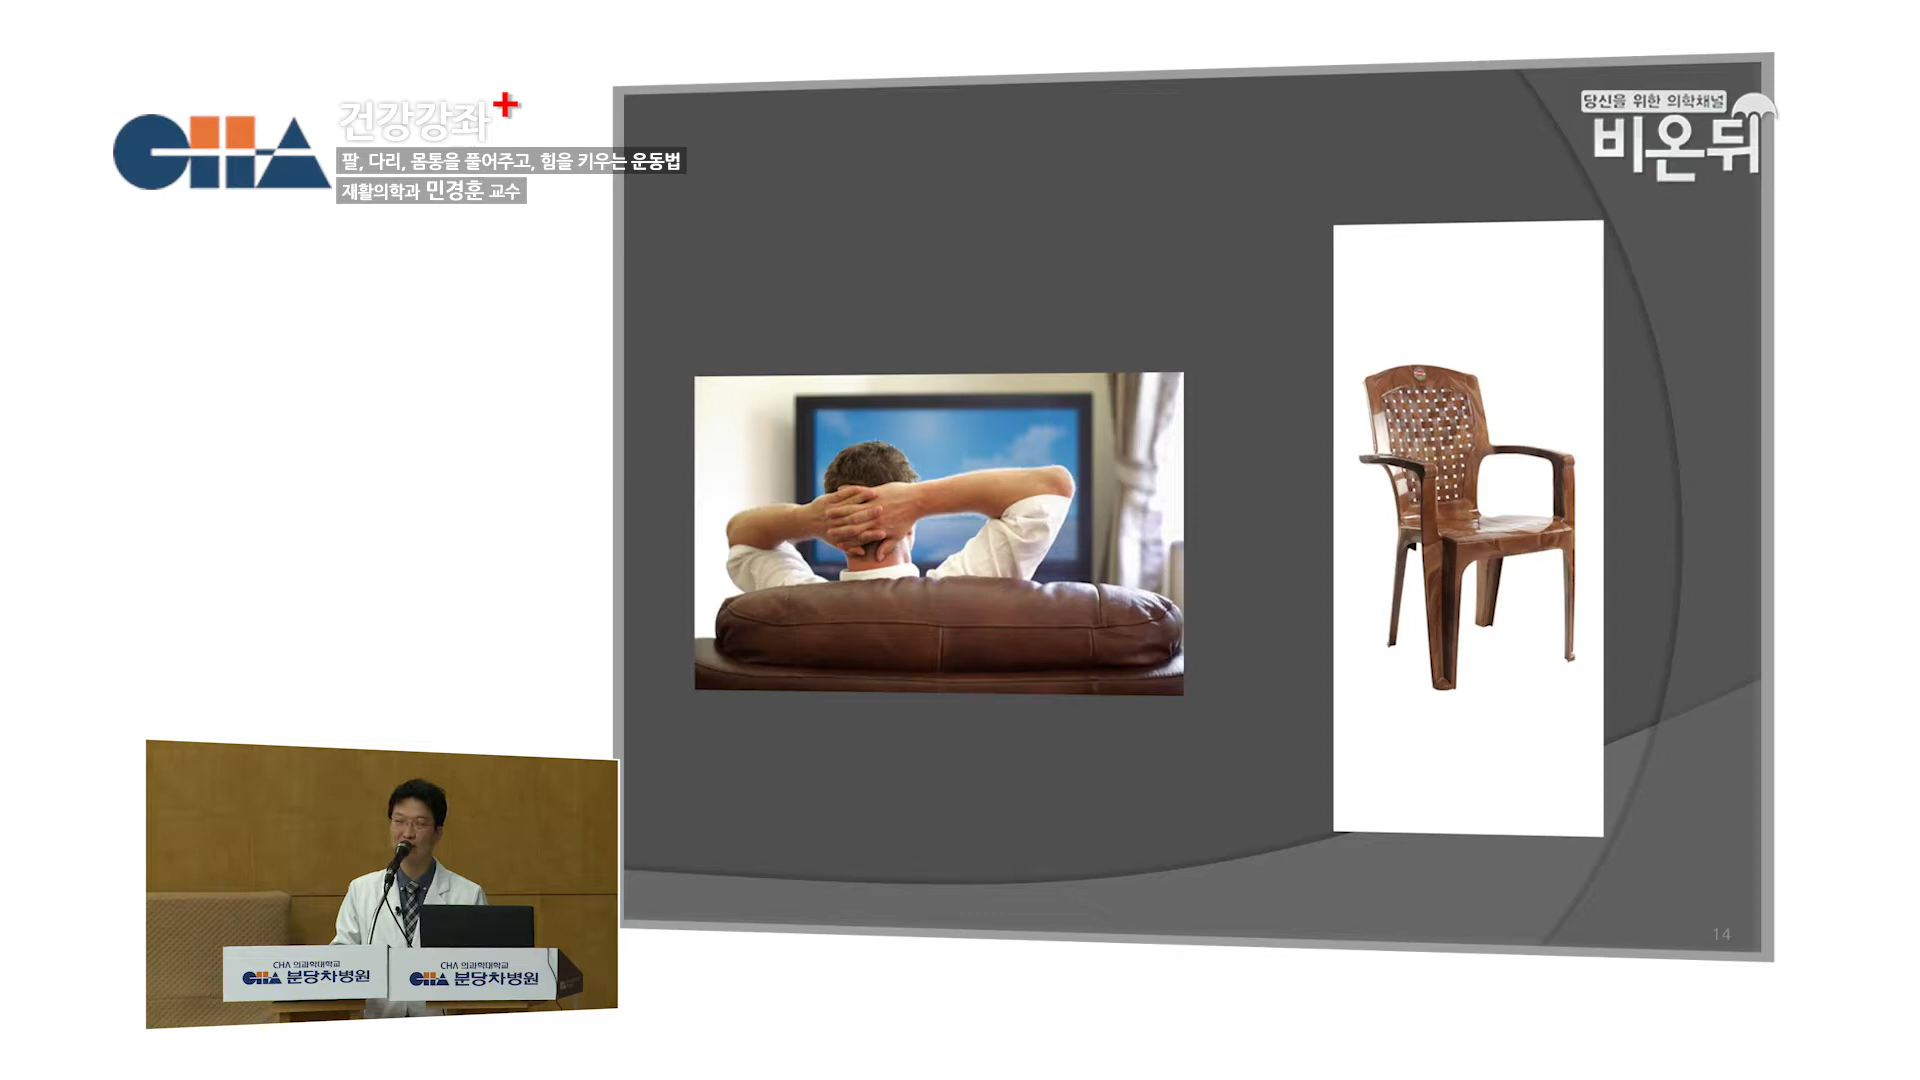 CHA
건강강좌+
팔, 다리, 몸통을 풀어주고, 힘을 키우는 운동법
재활의학과 민경훈 교수
당신을 위한 의학채널
비온뒤
CHA 의과학대학교
CHA 분당차병원
CHA 의과학대학교
CHA 분당차병원
14